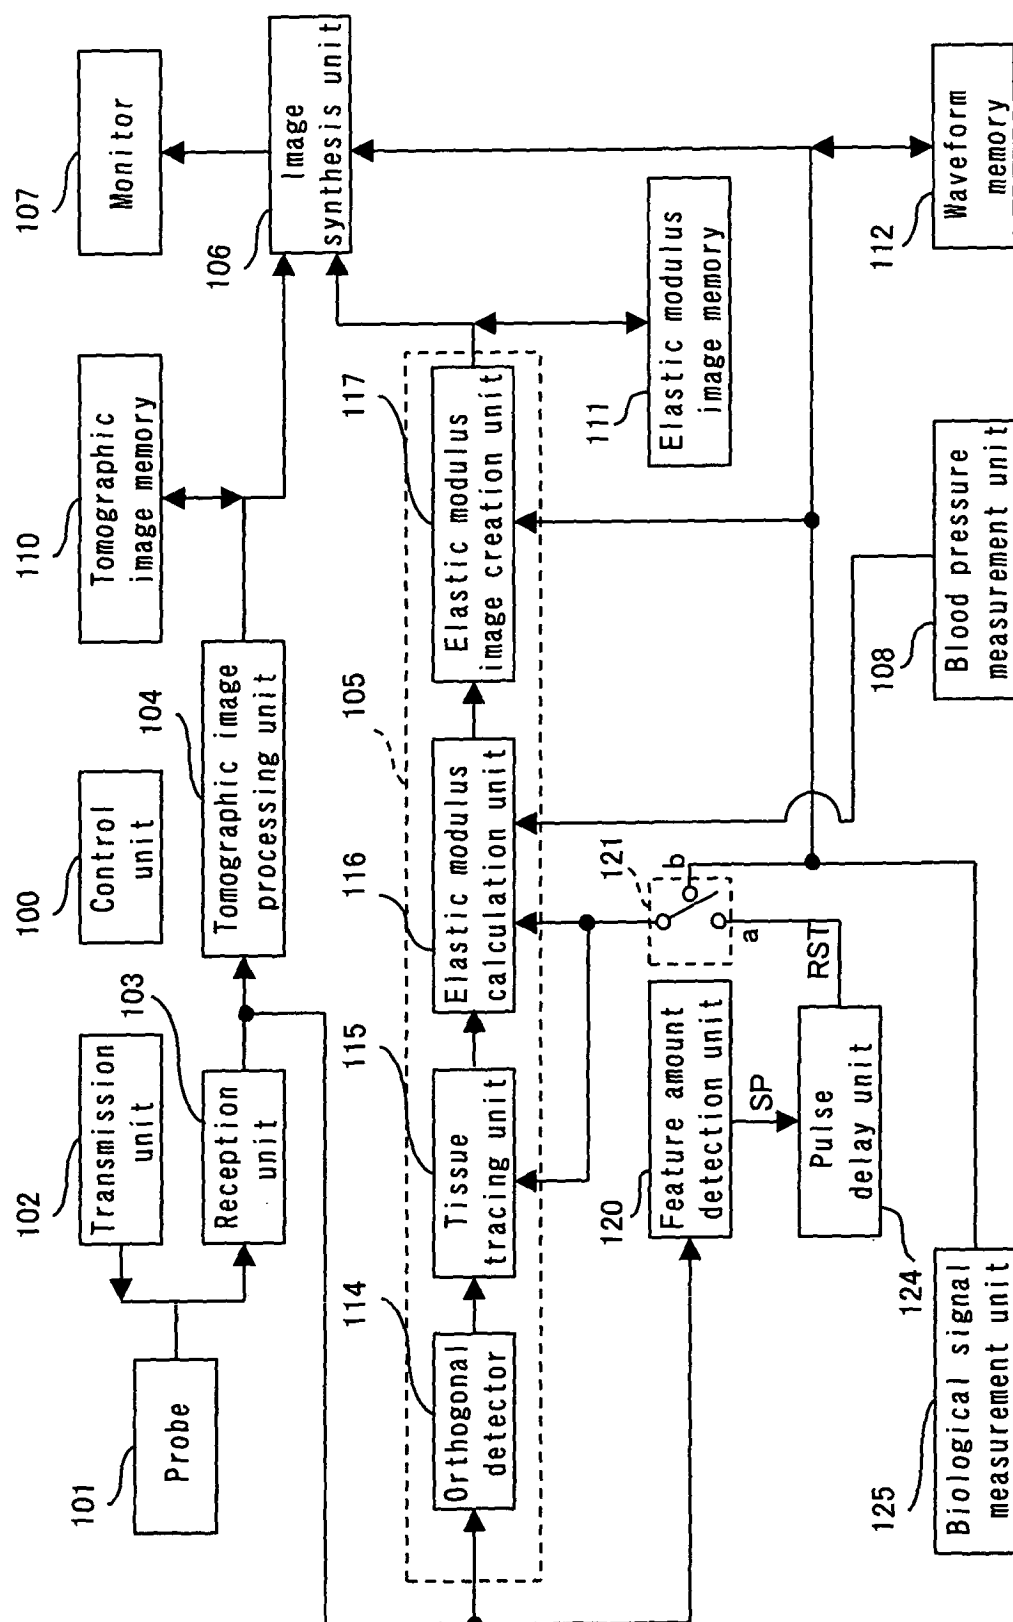 101
Probe
102
Transmission
unit
103
Reception
unit
100
Control
unit
104
Tomographic image
processing unit
110
Tomographic
image memory
107
Monitor
106
Image
synthesis unit
105
114
Orthogonal
detector
115
Tissue
tracing unit
116
Elastic modulus
calculation unit
117
Elastic modulus
image creation unit
111
Elastic modulus
image memory
120
Feature amount
detection unit
SP
Pulse
delay unit
124
RST
121
a
b
125
Biological signal
measurement unit
108
Blood pressure
measurement unit
112
Waveform
memory